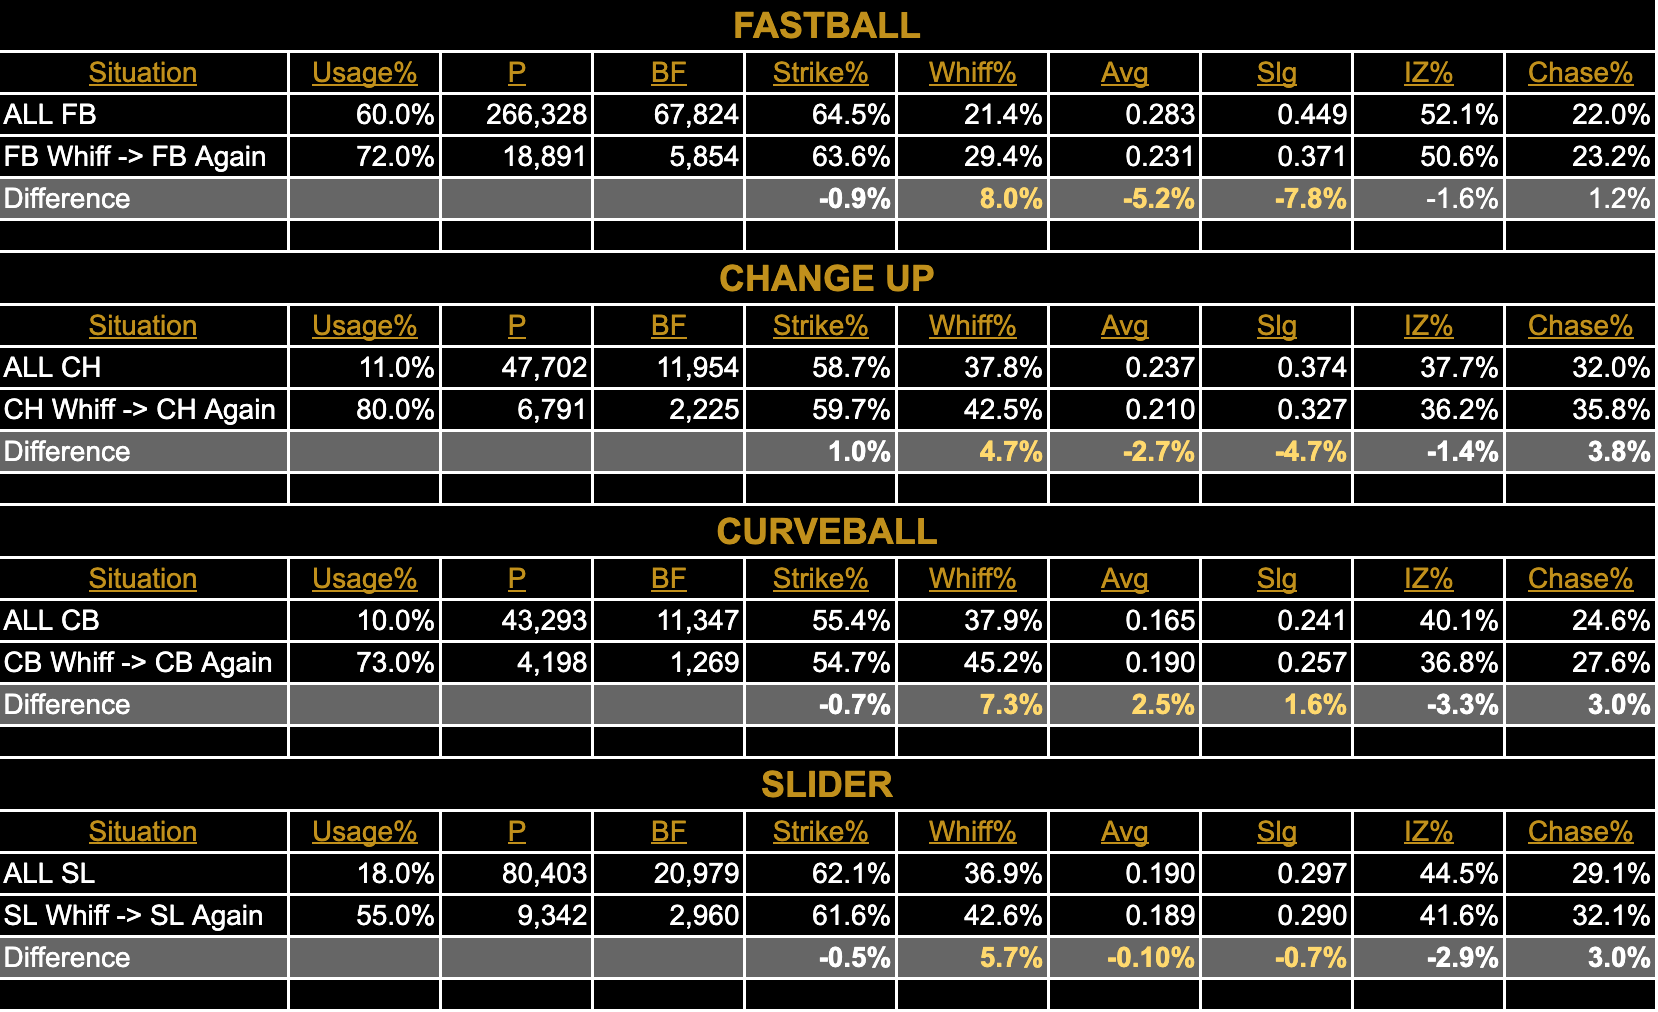 FASTBALL
Situation Usage% P BF Strike% Whiff% Avg Slg IZ% Chase%
ALL FB 60.0% 266,328 67,824 64.5% 21.4% 0.283 0.449 52.1% 22.0%
FB Whiff -> FB Again 72.0% 18,891 5,854 63.6% 29.4% 0.231 0.371 50.6% 23.2%
Difference -0.9% 8.0% -5.2% -7.8% -1.6% 1.2%
CHANGE UP
Situation Usage% P BF Strike% Whiff% Avg Slg IZ% Chase%
ALL CH 11.0% 47,702 11,954 58.7% 37.8% 0.237 0.374 37.7% 32.0%
CH Whiff -> CH Again 80.0% 6,791 2,225 59.7% 42.5% 0.210 0.327 36.2% 35.8%
Difference 1.0% 4.7% -2.7% -4.7% -1.4% 3.8%
CURVEBALL
Situation Usage% P BF Strike% Whiff% Avg Slg IZ% Chase%
ALL CB 10.0% 43,293 11,347 55.4% 37.9% 0.165 0.241 40.1% 24.6%
CB Whiff -> CB Again 73.0% 4,198 1,269 54.7% 45.2% 0.190 0.257 36.8% 27.6%
Difference -0.7% 7.3% 2.5% 1.6% -3.3% 3.0%
SLIDER
Situation Usage% P BF Strike% Whiff% Avg Slg IZ% Chase%
ALL SL 18.0% 80,403 20,979 62.1% 36.9% 0.190 0.297 44.5% 29.1%
SL Whiff -> SL Again 55.0% 9,342 2,960 61.6% 42.6% 0.189 0.290 41.6% 32.1%
Difference -0.5% 5.7% -0.10% -0.7% -2.9% 3.0%